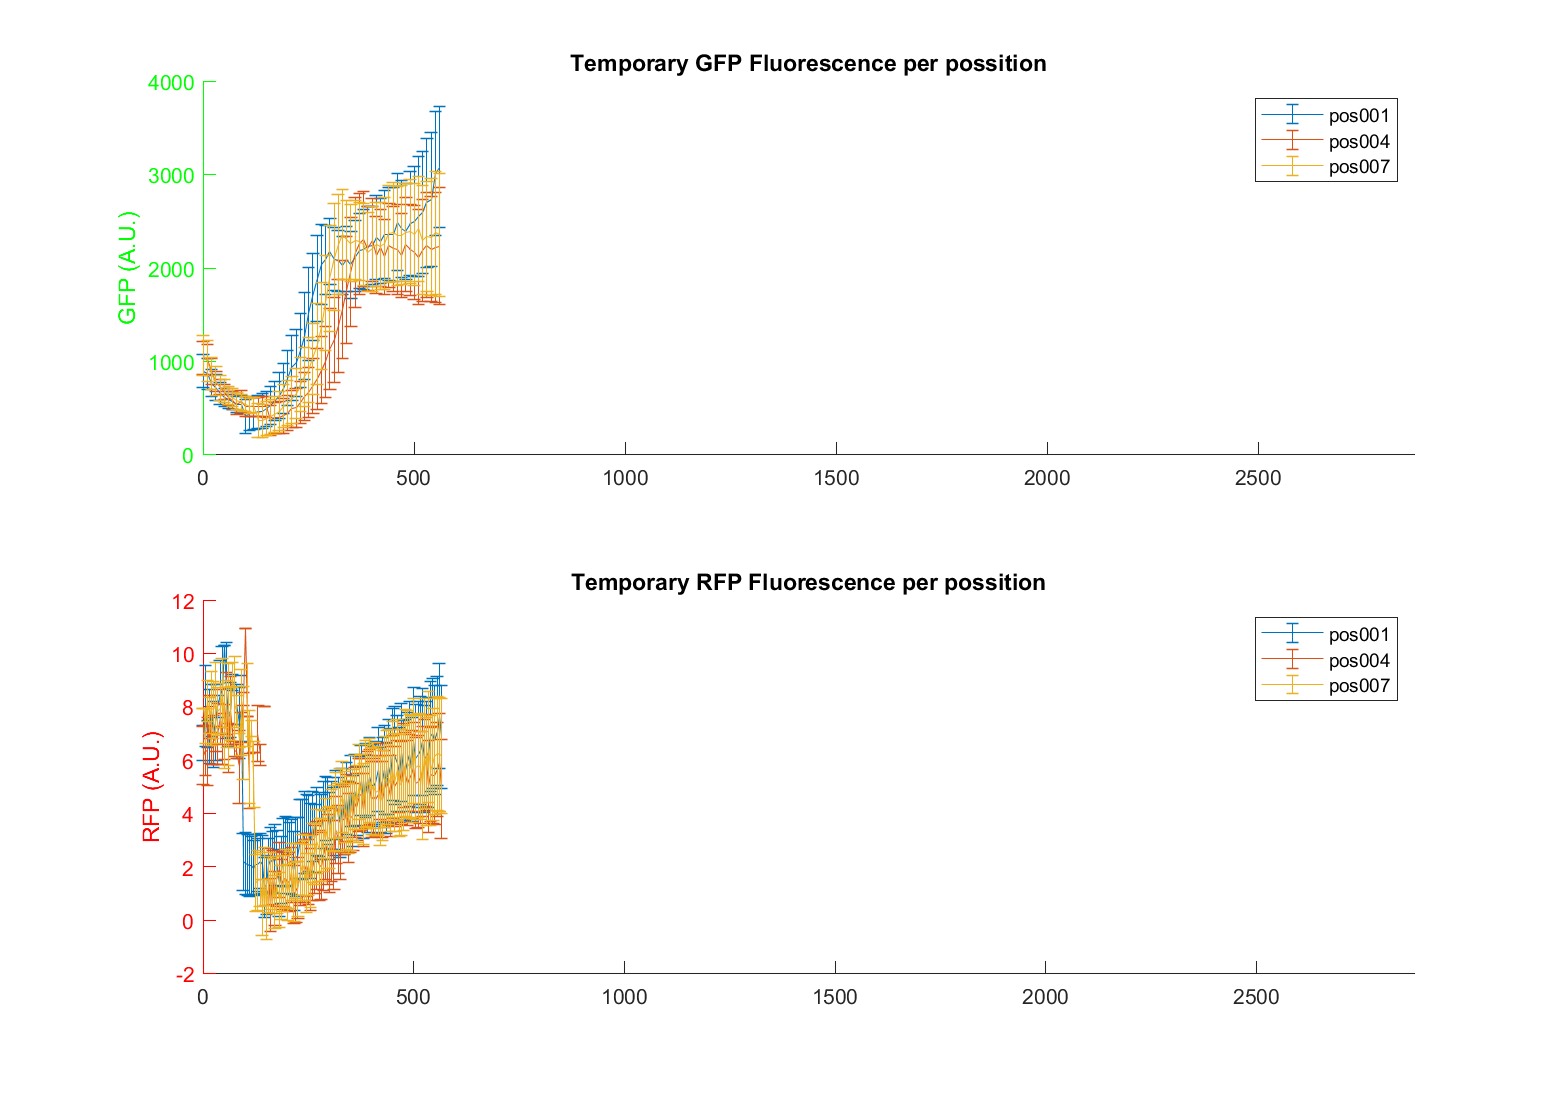 Temporary GFP Fluorescence per possition
4000
3000
2000
1000
0
GFP (A.U.)
0 500 1000 1500 2000 2500
pos001
pos004
pos007
Temporary RFP Fluorescence per possition
12
10
8
6
4
2
0
-2
RFP (A.U.)
0 500 1000 1500 2000 2500
pos001
pos004
pos007